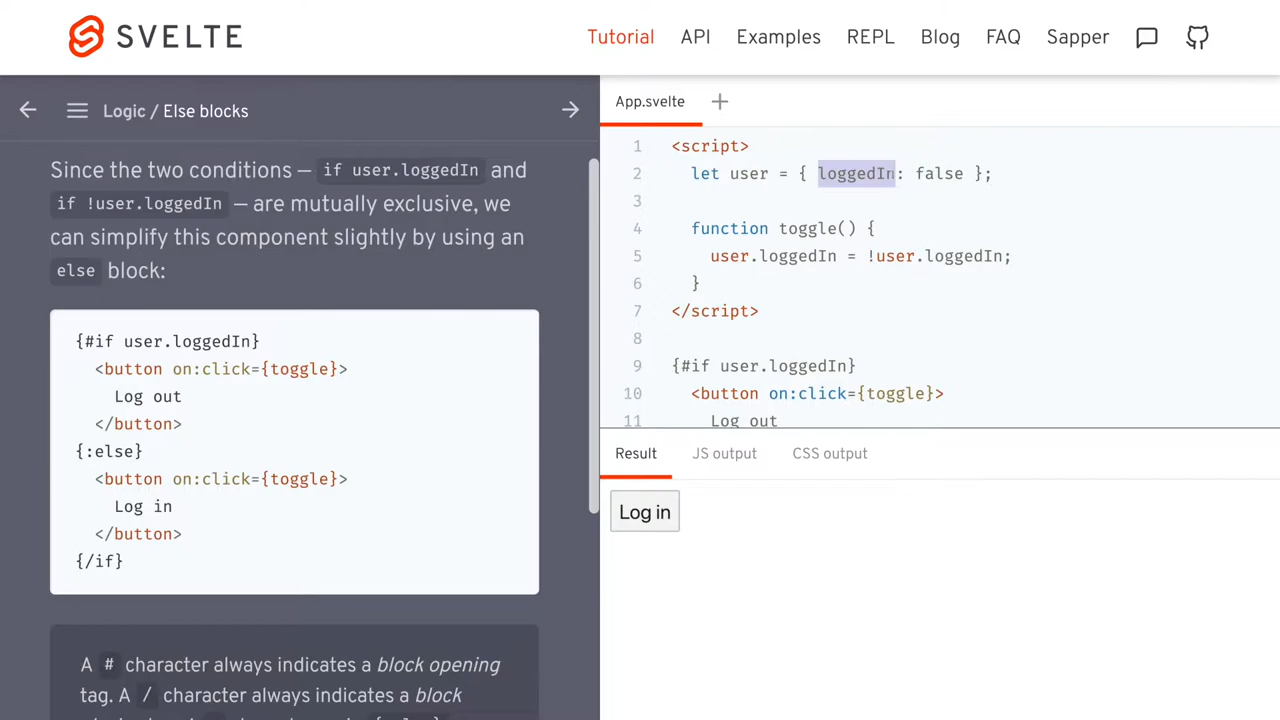 SVELTE
Tutorial API Examples REPL Blog FAQ Sapper
Logic / Else blocks
Since the two conditions — if user.loggedIn and
if !user.loggedIn — are mutually exclusive, we
can simplify this component slightly by using an
else block:
{#if user.loggedIn}
<button on:click={toggle}>
Log out
</button>
{:else}
<button on:click={toggle}>
Log in
</button>
{/if}
A # character always indicates a block opening
tag. A / character always indicates a block
App.svelte +
1 <script>
2 let user = { loggedIn: false };
3
4 function toggle() {
5 user.loggedIn = !user.loggedIn;
6 }
7 </script>
8
9 {#if user.loggedIn}
10 <button on:click={toggle}>
11 Log out
Result JS output CSS output
Log in